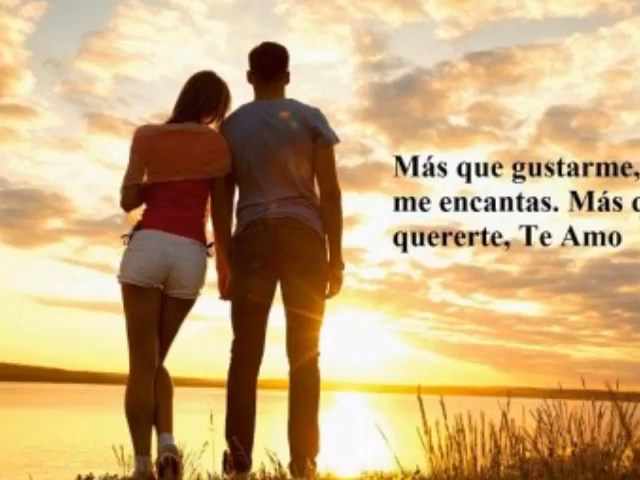 Más que gustarme,
me encantas. Más
quererte, Te Amo